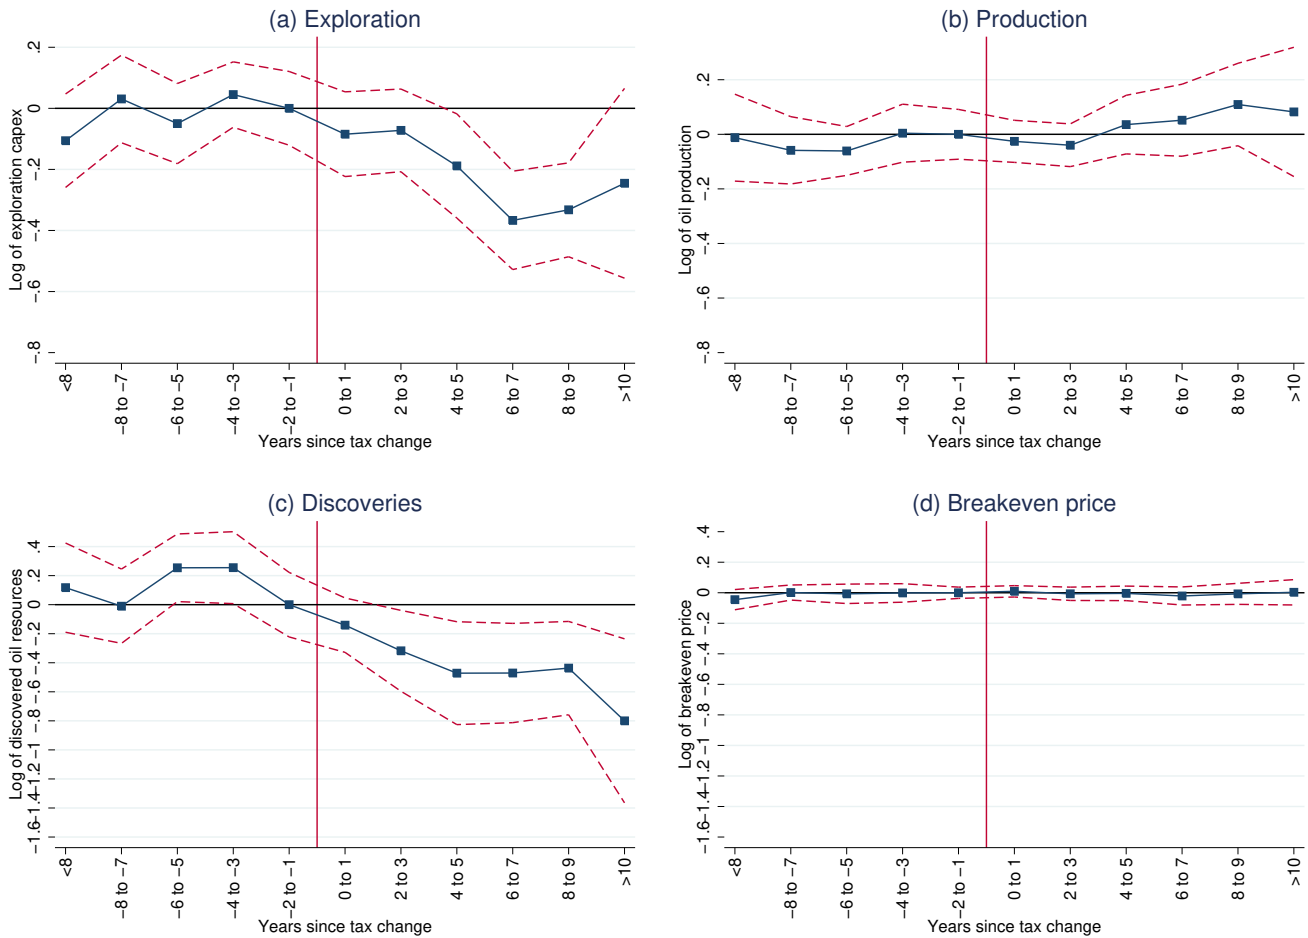 (a) Exploration
Log of exploration capex
.2
0
−.2
−.4
−.6
−.8
<8
−8 to −7
−6 to −5
−4 to −3
−2 to −1
0 to 1
2 to 3
4 to 5
6 to 7
8 to 9
>10
Years since tax change
(b) Production
Log of oil production
.2
0
−.2
−.4
−.6
−.8
<8
−8 to −7
−6 to −5
−4 to −3
−2 to −1
0 to 1
2 to 3
4 to 5
6 to 7
8 to 9
>10
Years since tax change
(c) Discoveries
Log of discovered oil resources
.4
.2
0
−.2
−.4
−.6
−.8
−1
−1.2
−1.4
−1.6
<8
−8 to −7
−6 to −5
−4 to −3
−2 to −1
0 to 1
2 to 3
4 to 5
6 to 7
8 to 9
>10
Years since tax change
(d) Breakeven price
Log of breakeven price
.4
.2
0
−.2
−.4
−.6
−.8
−1
−1.2
−1.4
−1.6
<8
−8 to −7
−6 to −5
−4 to −3
−2 to −1
0 to 1
2 to 3
4 to 5
6 to 7
8 to 9
>10
Years since tax change